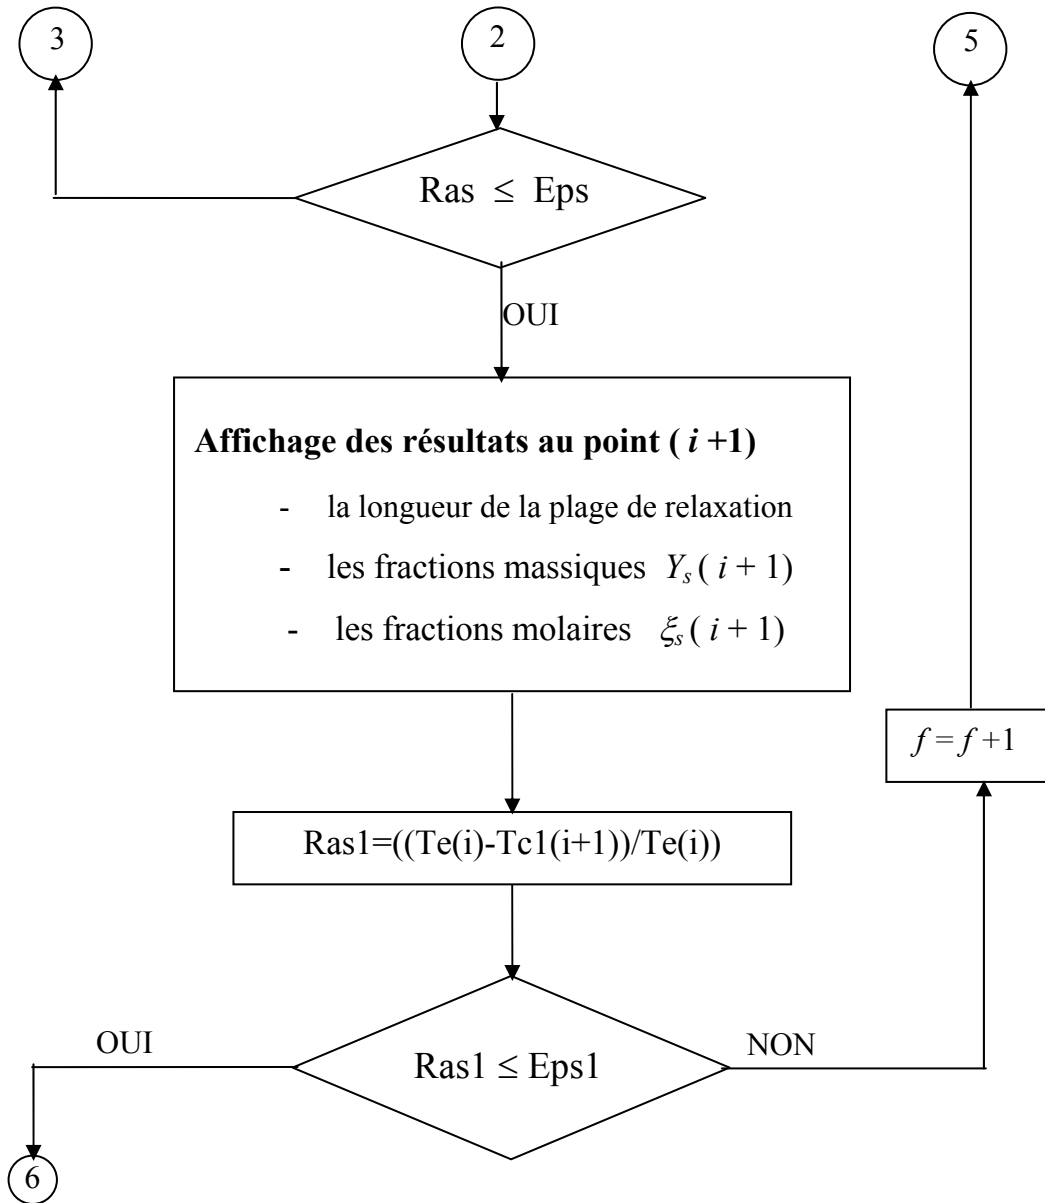 3
2
5
Ras ≤ Eps
OUI
Affichage des résultats au point ( i +1)
- la longueur de la plage de relaxation
- les fractions massiques Yₛ ( i + 1)
- les fractions molaires ξₛ ( i + 1)
f = f +1
Ras1=((Te(i)-Tc1(i+1))/Te(i))
OUI
NON
Ras1 ≤ Eps1
6